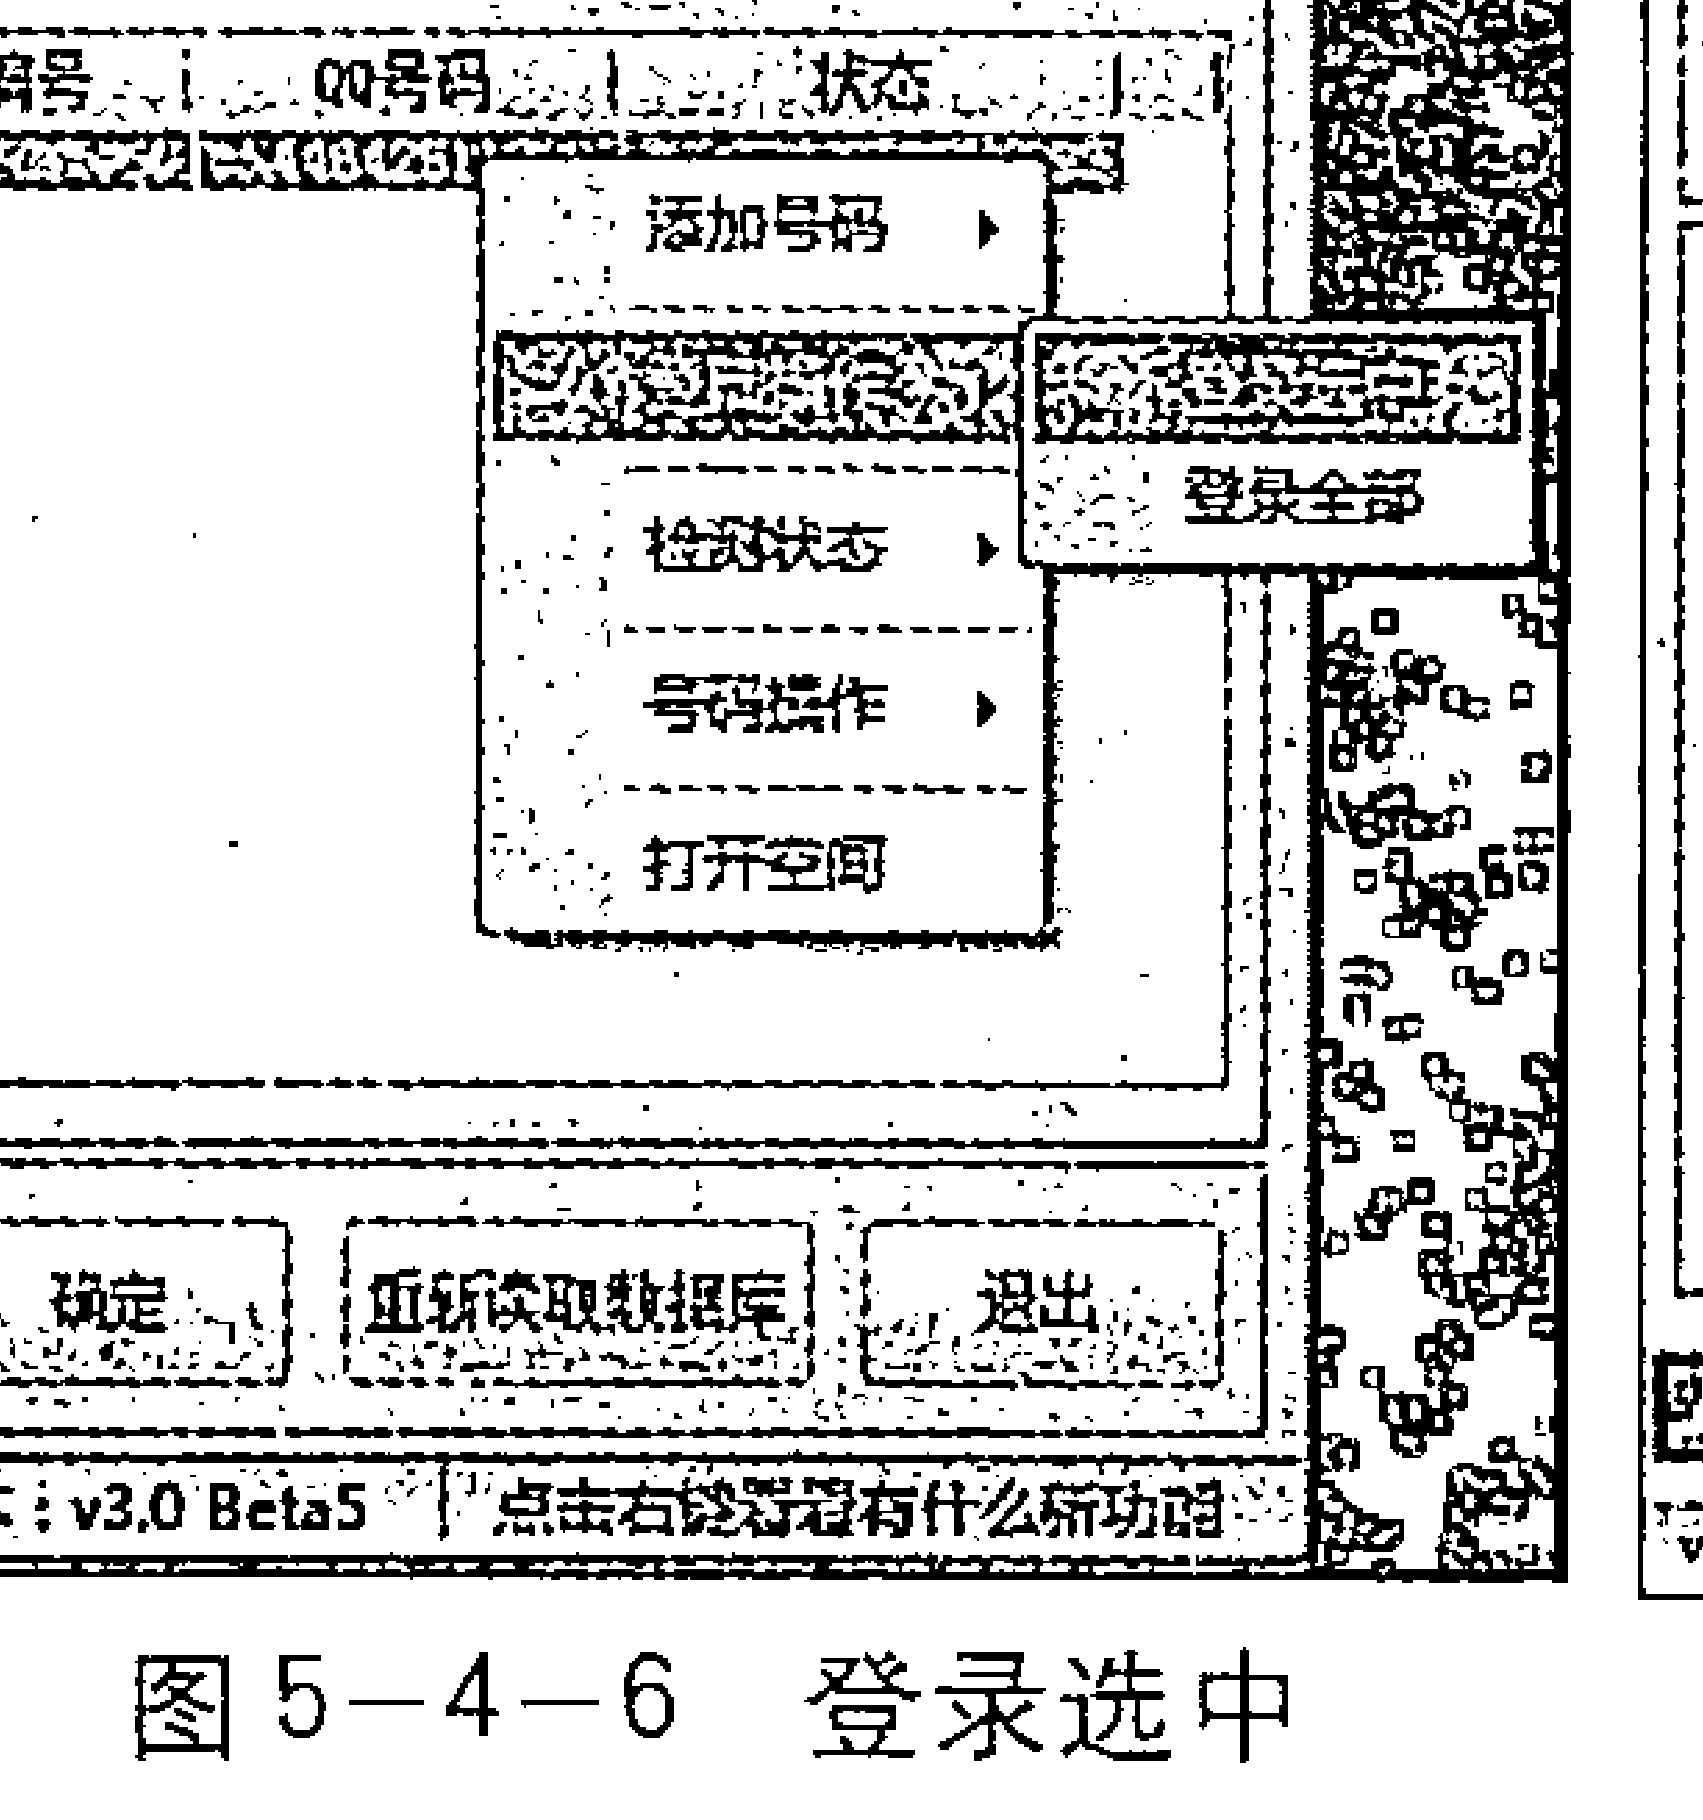 号 QQ号码 状态
添加号码
登录全部
检测状态
号码操作
打开空间
确定 重新读取数据库 退出
：v3.0 Beta5 点击右键看看有什么新功能
图5－4－6 登录选中